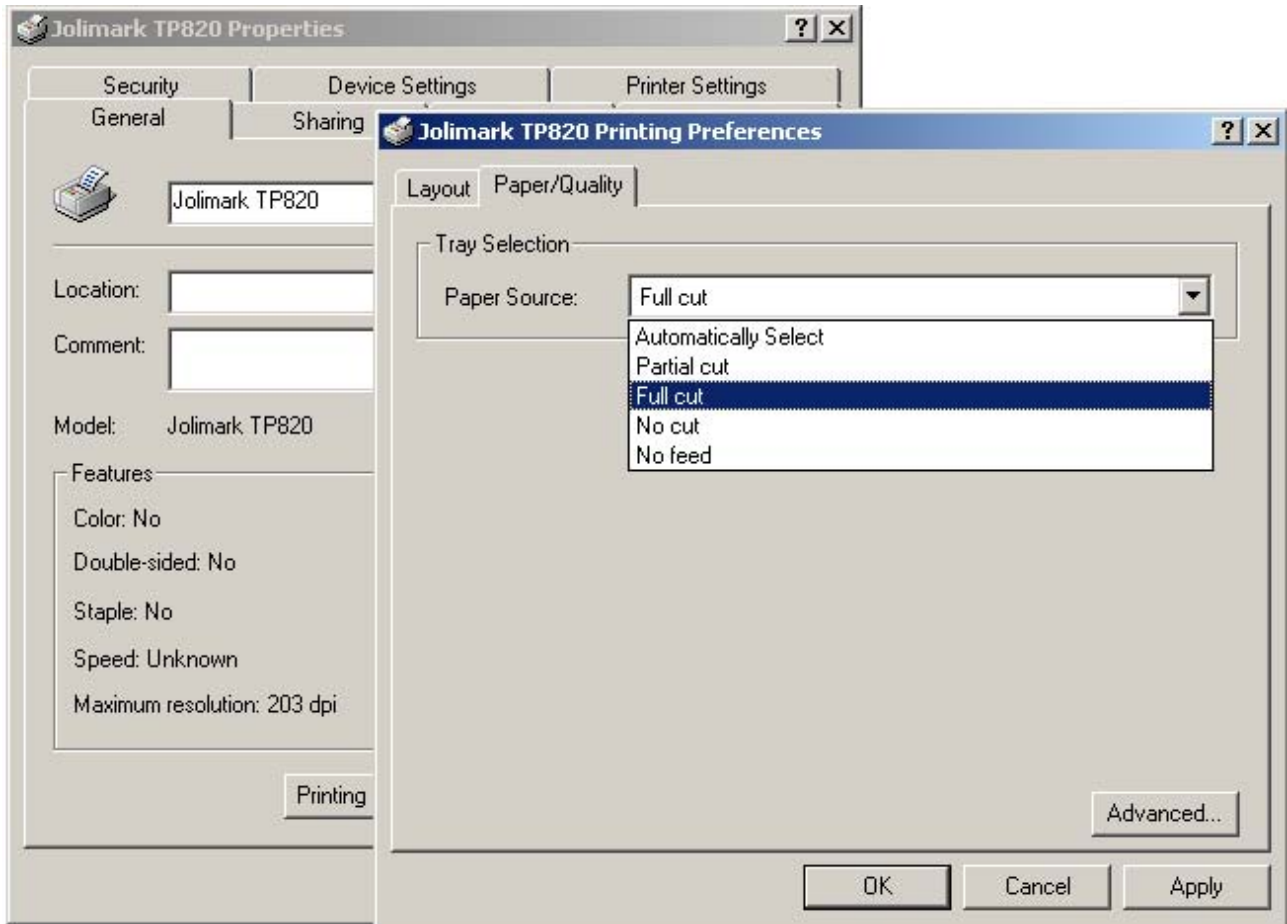 Jolimark TP820 Properties
Security
Device Settings
Printer Settings
General
Sharing
Jolimark TP820
Location:
Comment:
Model:
Jolimark TP820
Features
Color: No
Double-sided: No
Staple: No
Speed: Unknown
Maximum resolution: 203 dpi
Printing
Jolimark TP820 Printing Preferences
Layout
Paper/Quality
Tray Selection
Paper Source:
Full cut
Automatically Select
Partial cut
Full cut
No cut
No feed
Advanced...
OK
Cancel
Apply